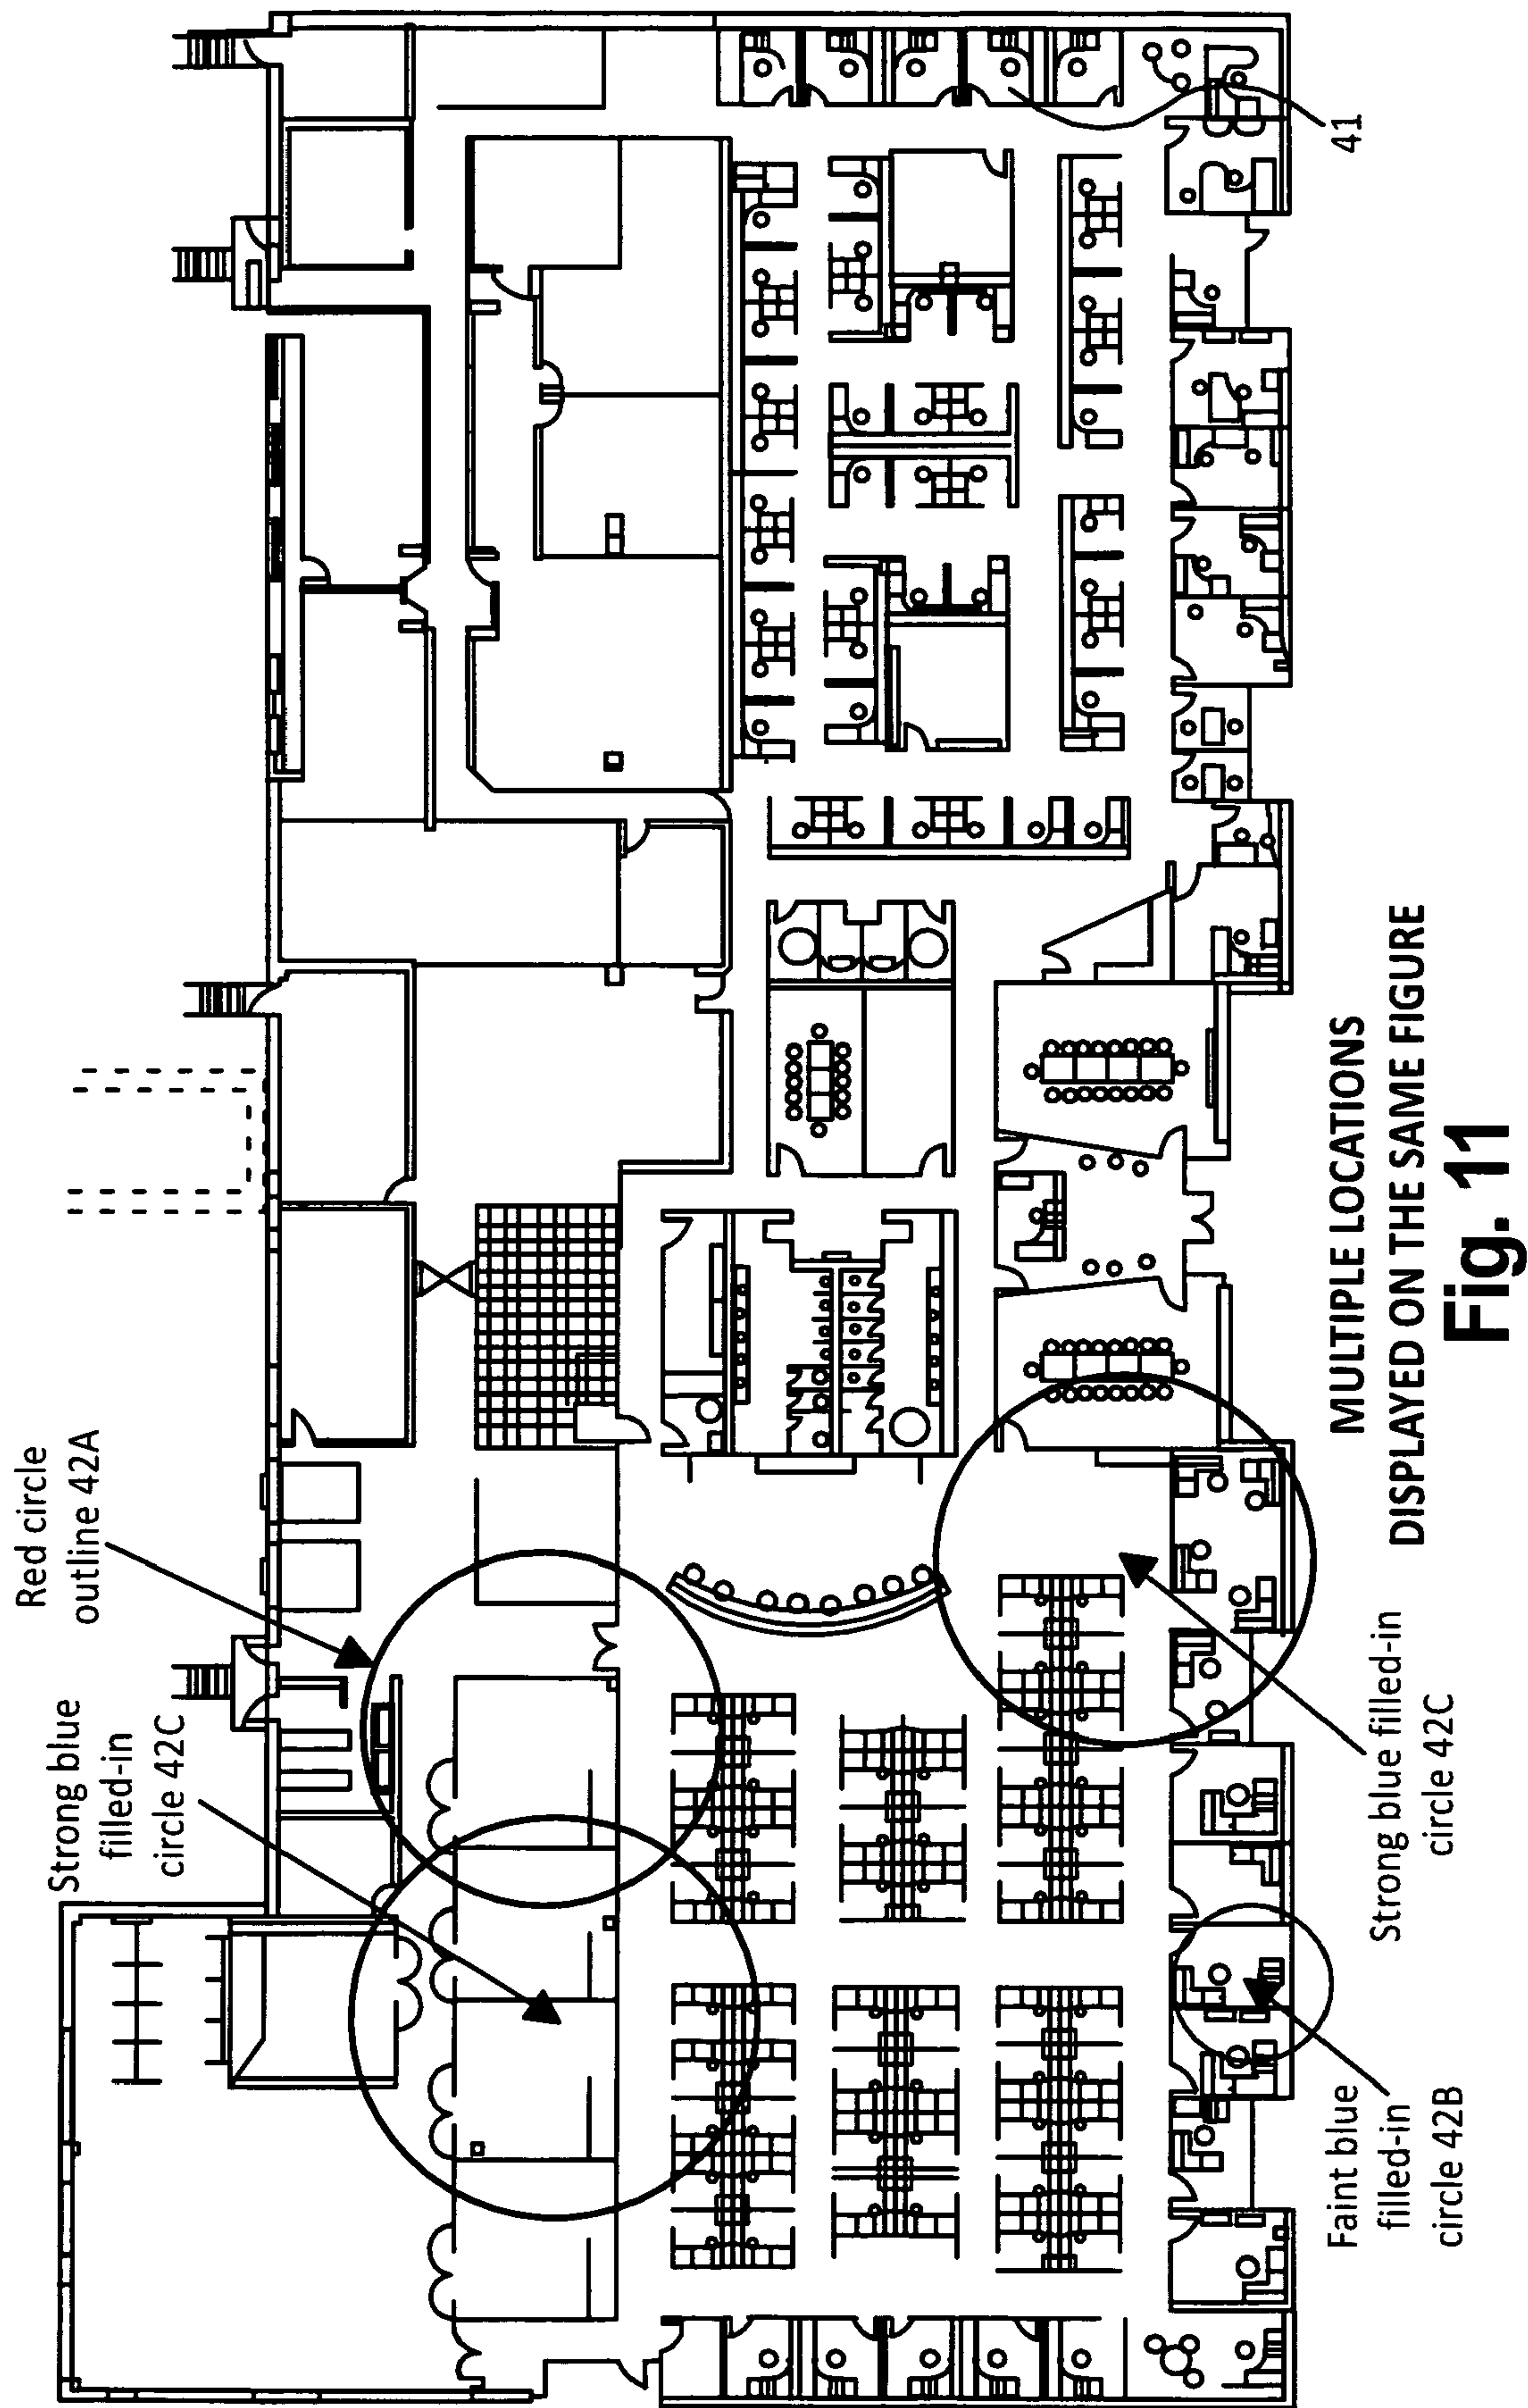 Red circle
outline 42A
Strong blue
filled-in
circle 42C
41
Strong blue filled-in
circle 42C
Faint blue
filled-in
circle 42B
MULTIPLE LOCATIONS
DISPLAYED ON THE SAME FIGURE
Fig. 11